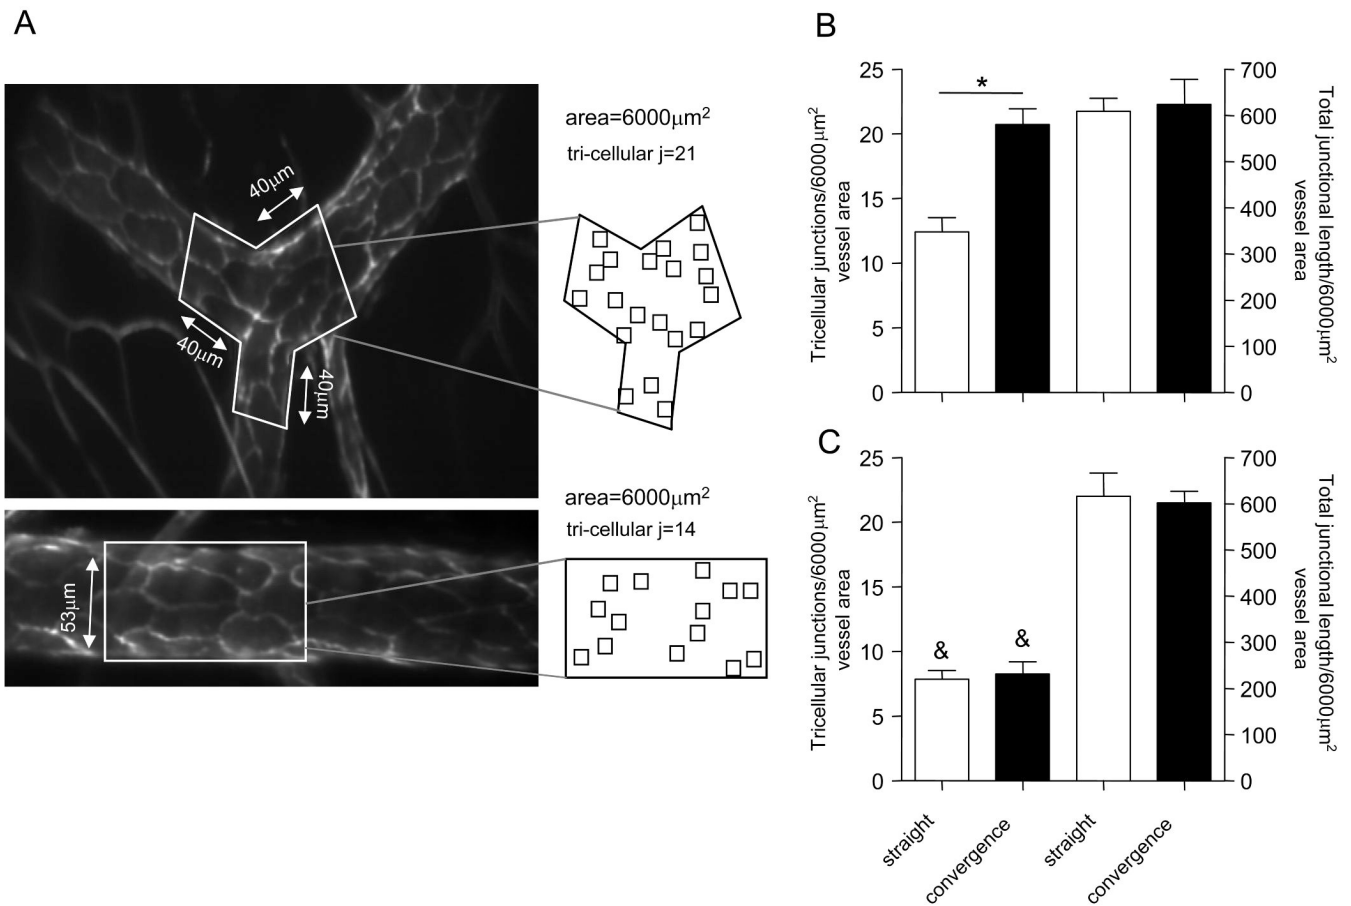 A
40μm
40μm
40μm
area=6000μm²
tri-cellular j=21
53μm
area=6000μm²
tri-cellular j=14
B
Tricellular junctions/6000μm²
vessel area
25
20
15
10
5
0
*
700
600
500
400
300
200
100
0
Total junctional length/6000μm²
vessel area
C
Tricellular junctions/6000μm²
vessel area
25
20
15
10
5
0
&
&
700
600
500
400
300
200
100
0
Total junctional length/6000μm²
vessel area
straight
convergence
straight
convergence